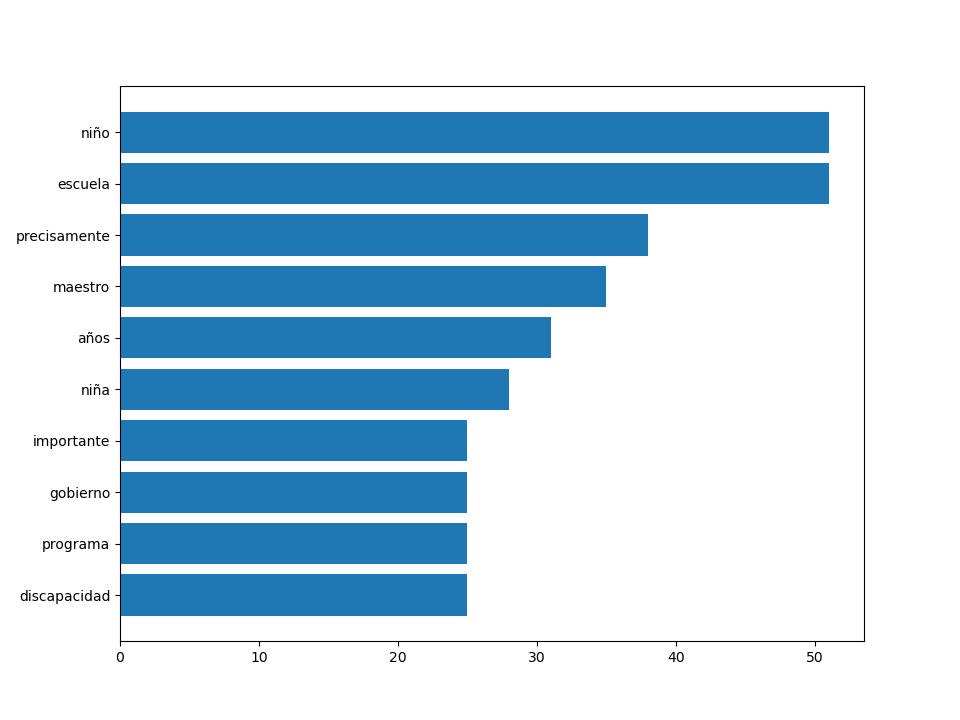 niño
escuela
precisamente
maestro
años
niña
importante
gobierno
programa
discapacidad
0 10 20 30 40 50